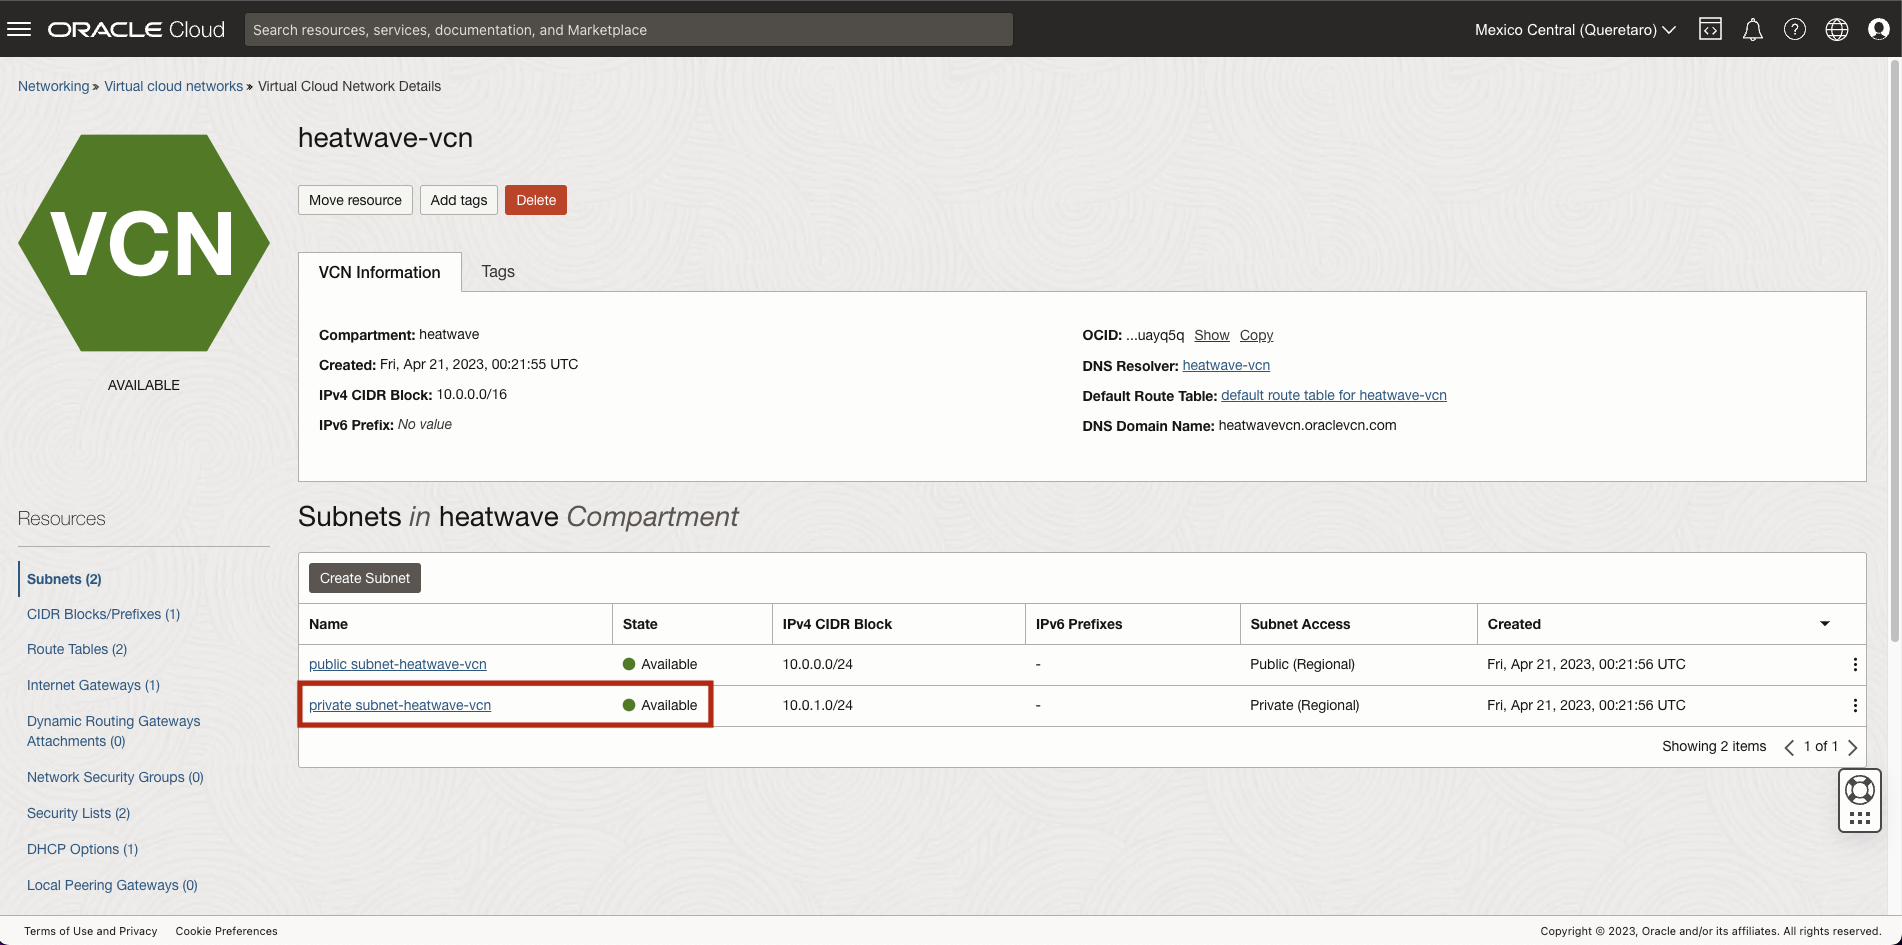 ORACLE Cloud
Search resources, services, documentation, and Marketplace
Mexico Central (Queretaro)
Networking » Virtual cloud networks » Virtual Cloud Network Details
VCN
AVAILABLE
heatwave-vcn
Move resource
Add tags
Delete
VCN Information
Tags
Compartment: heatwave
Created: Fri, Apr 21, 2023, 00:21:55 UTC
IPv4 CIDR Block: 10.0.0.0/16
IPv6 Prefix: No value
OCID: ...uayq5q Show Copy
DNS Resolver: heatwave-vcn
Default Route Table: default route table for heatwave-vcn
DNS Domain Name: heatwavevcn.oraclevcn.com
Resources
Subnets (2)
CIDR Blocks/Prefixes (1)
Route Tables (2)
Internet Gateways (1)
Dynamic Routing Gateways
Attachments (0)
Network Security Groups (0)
Security Lists (2)
DHCP Options (1)
Local Peering Gateways (0)
Subnets in heatwave Compartment
Create Subnet
Name State IPv4 CIDR Block IPv6 Prefixes Subnet Access Created
public subnet-heatwave-vcn Available 10.0.0.0/24 - Public (Regional) Fri, Apr 21, 2023, 00:21:56 UTC
private subnet-heatwave-vcn Available 10.0.1.0/24 - Private (Regional) Fri, Apr 21, 2023, 00:21:56 UTC
Showing 2 items 1 of 1
Terms of Use and Privacy Cookie Preferences
Copyright © 2023, Oracle and/or its affiliates. All rights reserved.